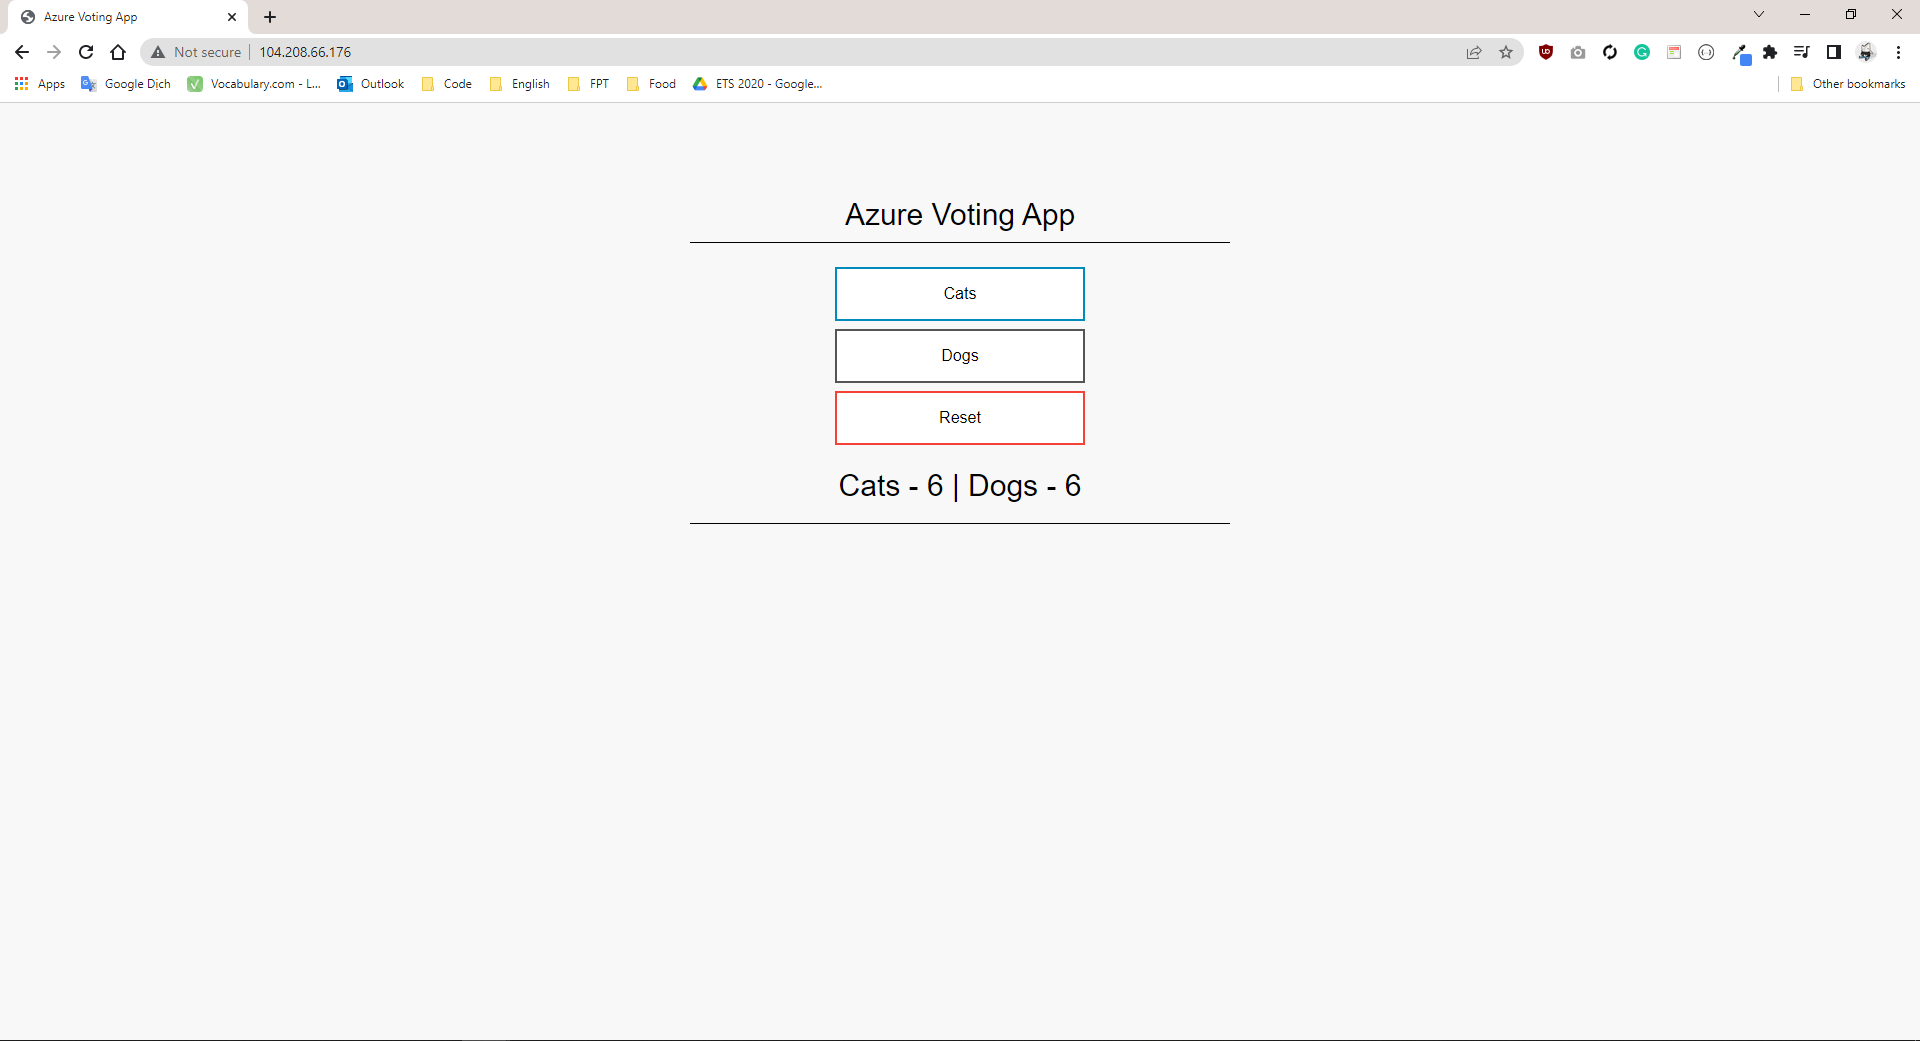 Azure Voting App
Not secure 104.208.66.176
Apps Google Dịch Vocabulary.com - L... Outlook Code English FPT Food ETS 2020 - Google... Other bookmarks
Azure Voting App
Cats
Dogs
Reset
Cats - 6 | Dogs - 6